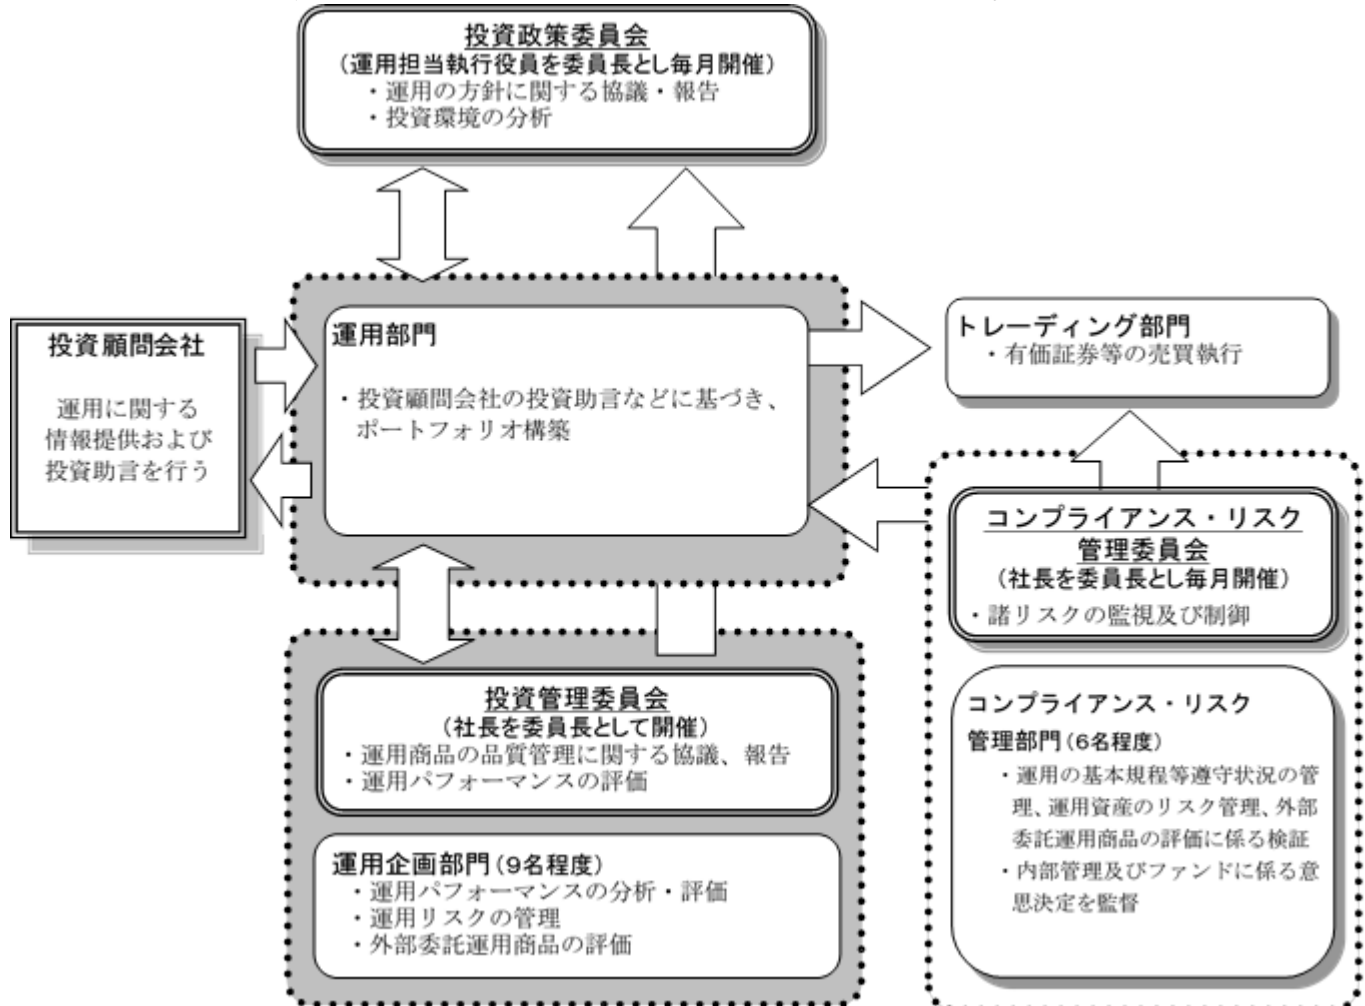 投資政策委員会
(運用担当執行役員を委員長とし毎月開催)
・運用の方針に関する協議・報告
・投資環境の分析
投資顧問会社
運用に関する
情報提供および
投資助言を行う
運用部門
・投資顧問会社の投資助言などに基づき、
ポートフォリオ構築
トレーディング部門
・有価証券等の売買執行
コンプライアンス・リスク
管理委員会
(社長を委員長とし毎月開催)
・諸リスクの監視及び制御
コンプライアンス・リスク
管理部門(6名程度)
・運用の基本規程等遵守状況の管
理、運用資産のリスク管理、外部
委託運用商品の評価に係る検証
・内部管理及びファンドに係る意
思決定を監督
投資管理委員会
(社長を委員長として開催)
・運用商品の品質管理に関する協議、報告
・運用パフォーマンスの評価
運用企画部門(9名程度)
・運用パフォーマンスの分析・評価
・運用リスクの管理
・外部委託運用商品の評価